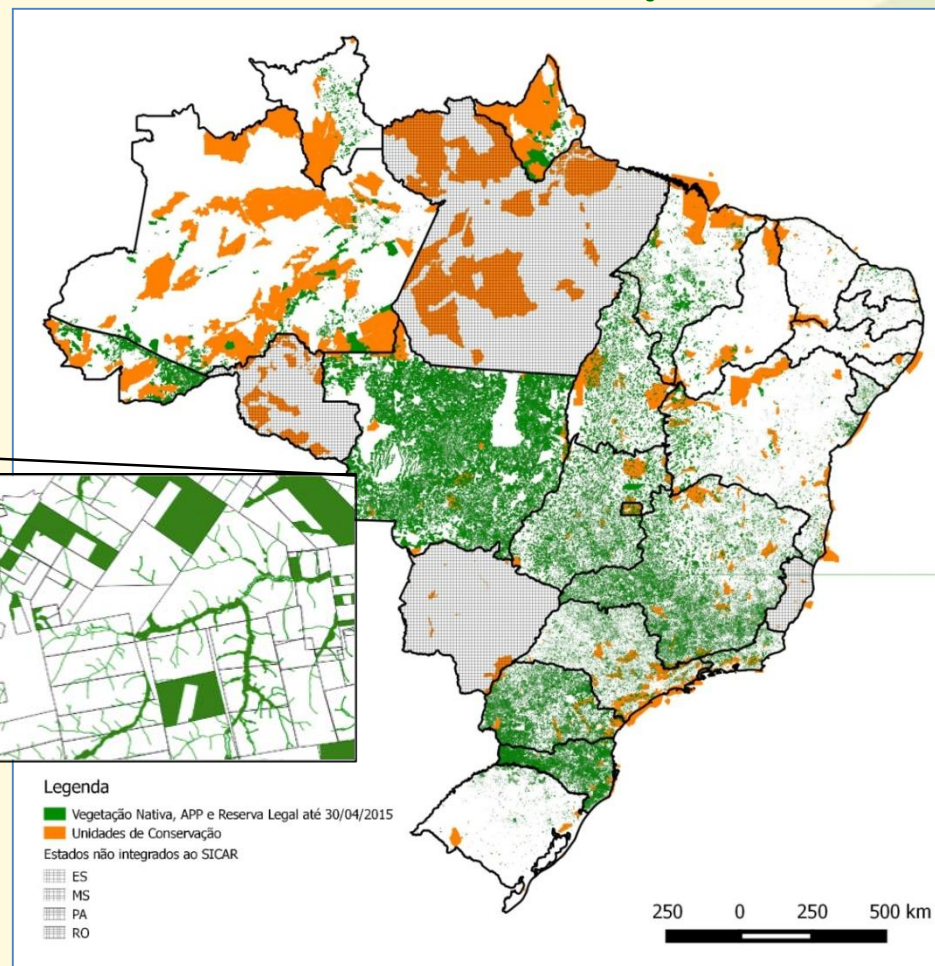 Legenda
Vegetação Nativa, APP e Reserva Legal até 30/04/2015
Unidades de Conservação
Estados não integrados ao SICAR
ES
MS
PA
RO
250 0 250 500 km